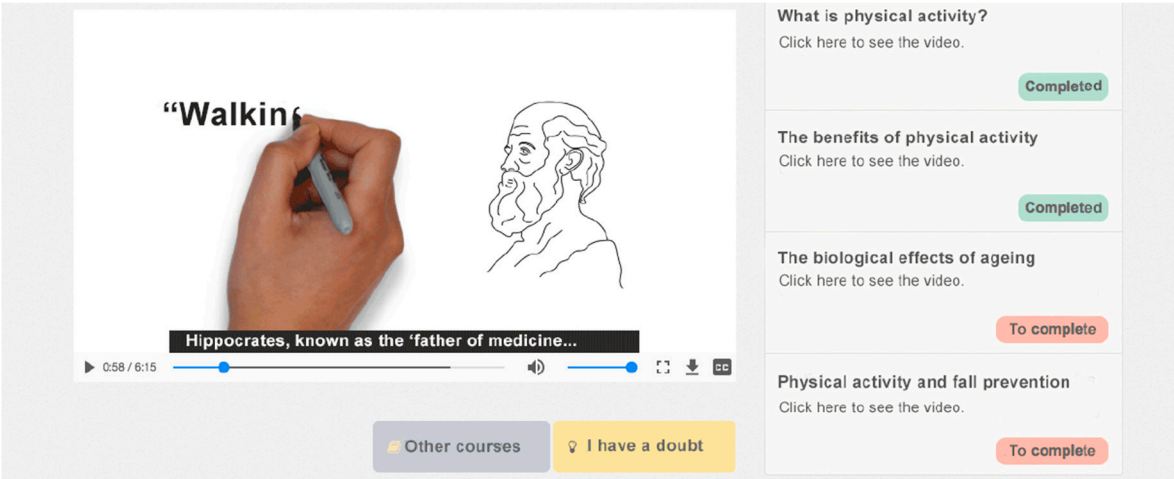 “Walkin
Hippocrates, known as the ‘father of medicine...
0:58 / 6:15
CC
Other courses
I have a doubt
What is physical activity?
Click here to see the video.
Completed
The benefits of physical activity
Click here to see the video.
Completed
The biological effects of ageing
Click here to see the video.
To complete
Physical activity and fall prevention
Click here to see the video.
To complete